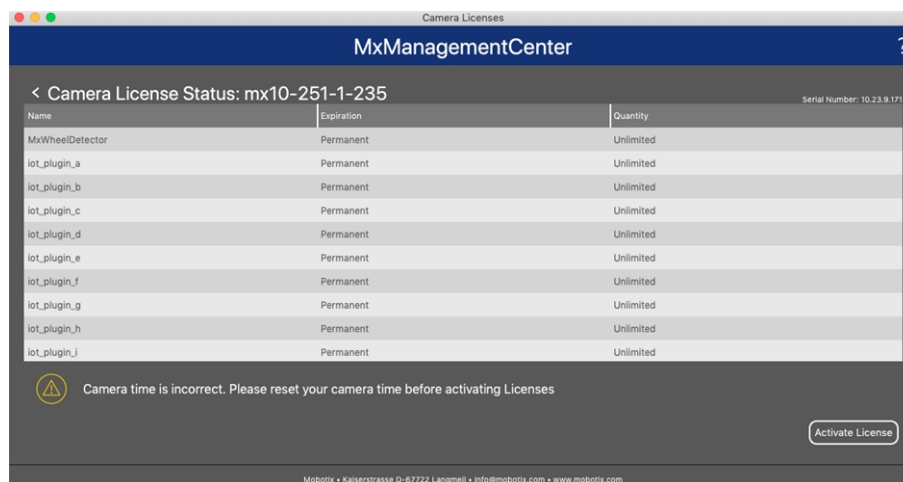 Camera Licenses
MxManagementCenter ?
< Camera License Status: mx10-251-1-235
Serial Number: 10.23.9.171
Name Expiration Quantity
MxWheelDetector Permanent Unlimited
iot_plugin_a Permanent Unlimited
iot_plugin_b Permanent Unlimited
iot_plugin_c Permanent Unlimited
iot_plugin_d Permanent Unlimited
iot_plugin_e Permanent Unlimited
iot_plugin_f Permanent Unlimited
iot_plugin_g Permanent Unlimited
iot_plugin_h Permanent Unlimited
iot_plugin_i Permanent Unlimited
Camera time is incorrect. Please reset your camera time before activating Licenses
Activate License
Mobotix • Kaiserstrasse D-67722 Langmeil • info@mobotix.com • www.mobotix.com